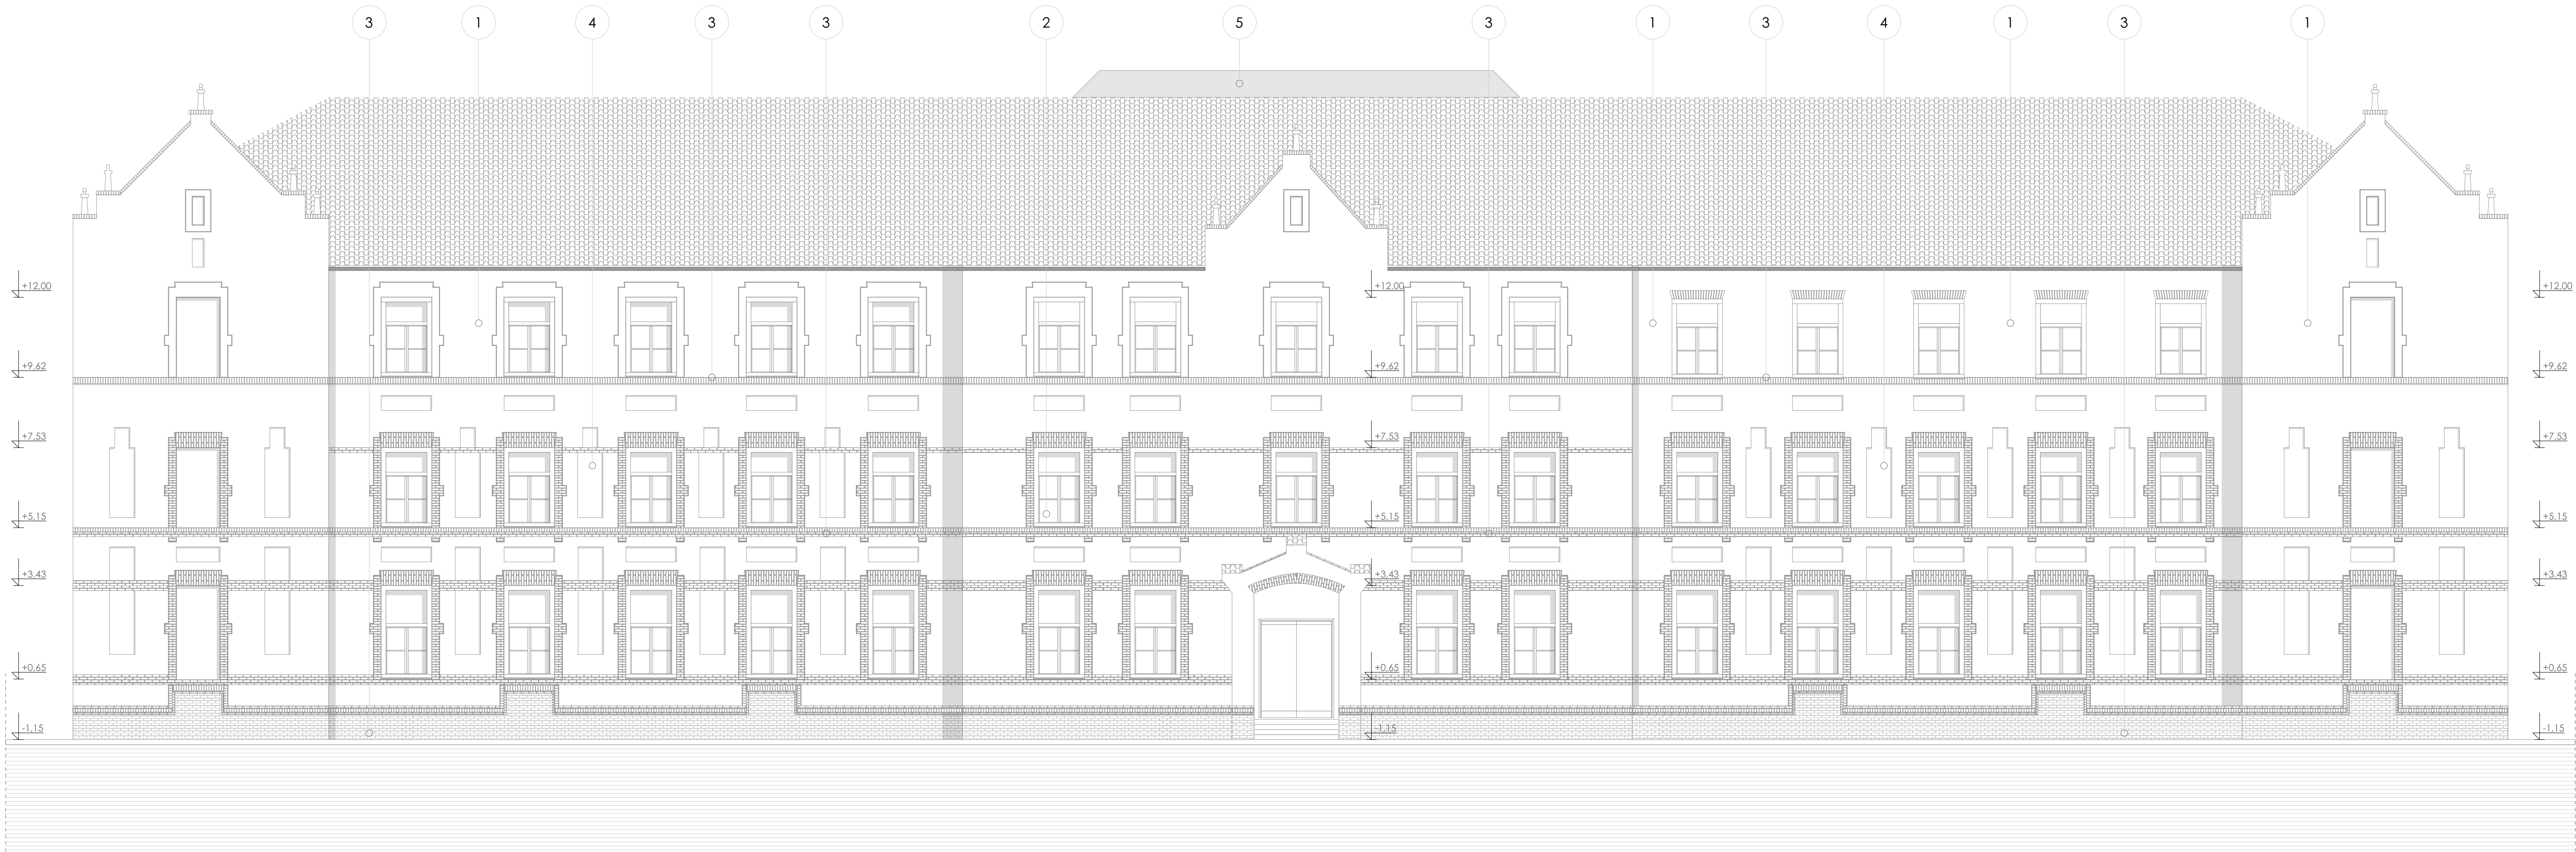 3 1 4 3 3 2 5 3 1 3 4 1 3 1
+12,00 +12,00 +12,00
+9,62 +9,62 +9,62
+7,53 +7,53 +7,53
+5,15 +5,15 +5,15
+3,43 +3,43 +3,43
+0,65 +0,65 +0,65
-1,15 -1,15 -1,15